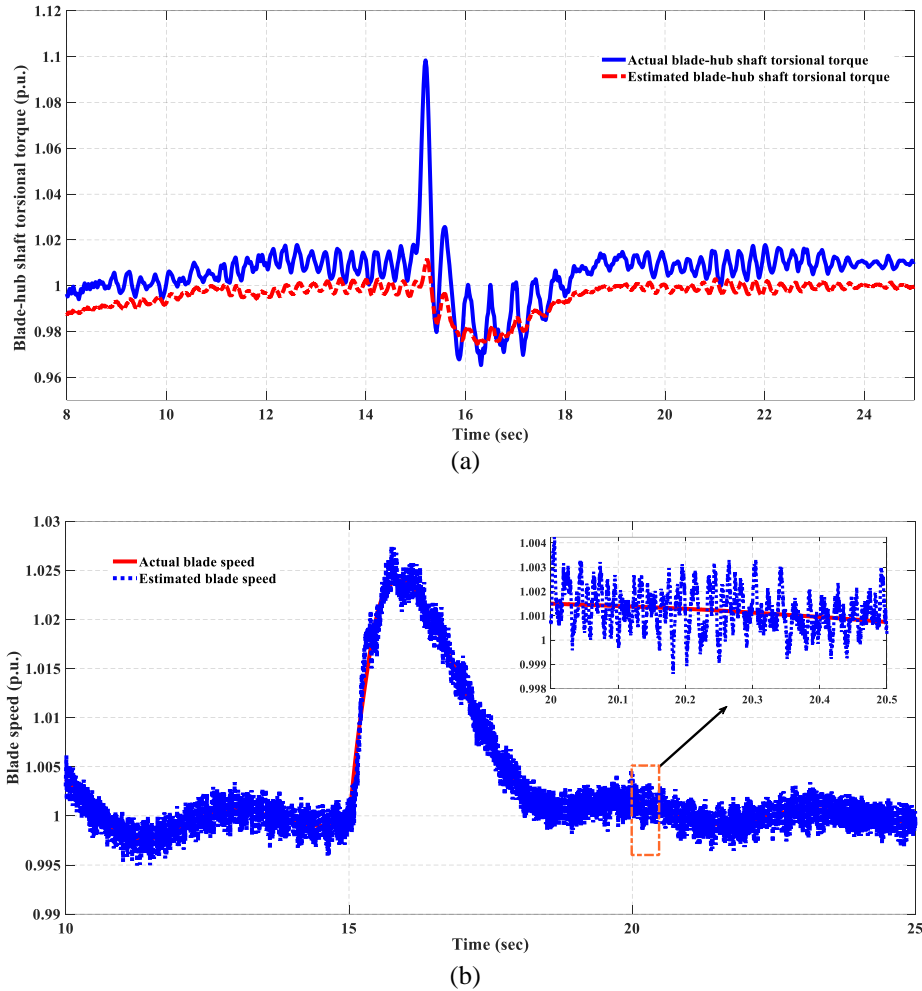 1.12
1.1
1.08
1.06
1.04
1.02
1
0.98
0.96
Blade-hub shaft torsional torque (p.u.)
Actual blade-hub shaft torsional torque
Estimated blade-hub shaft torsional torque
8 10 12 14 16 18 20 22 24
Time (sec)
(a)
1.03
1.025
1.02
1.015
1.01
1.005
1
0.995
0.99
Blade speed (p.u.)
Actual blade speed
Estimated blade speed
1.004
1.003
1.002
1.001
1
0.999
0.998
20 20.1 20.2 20.3 20.4 20.5
10 15 20 25
Time (sec)
(b)